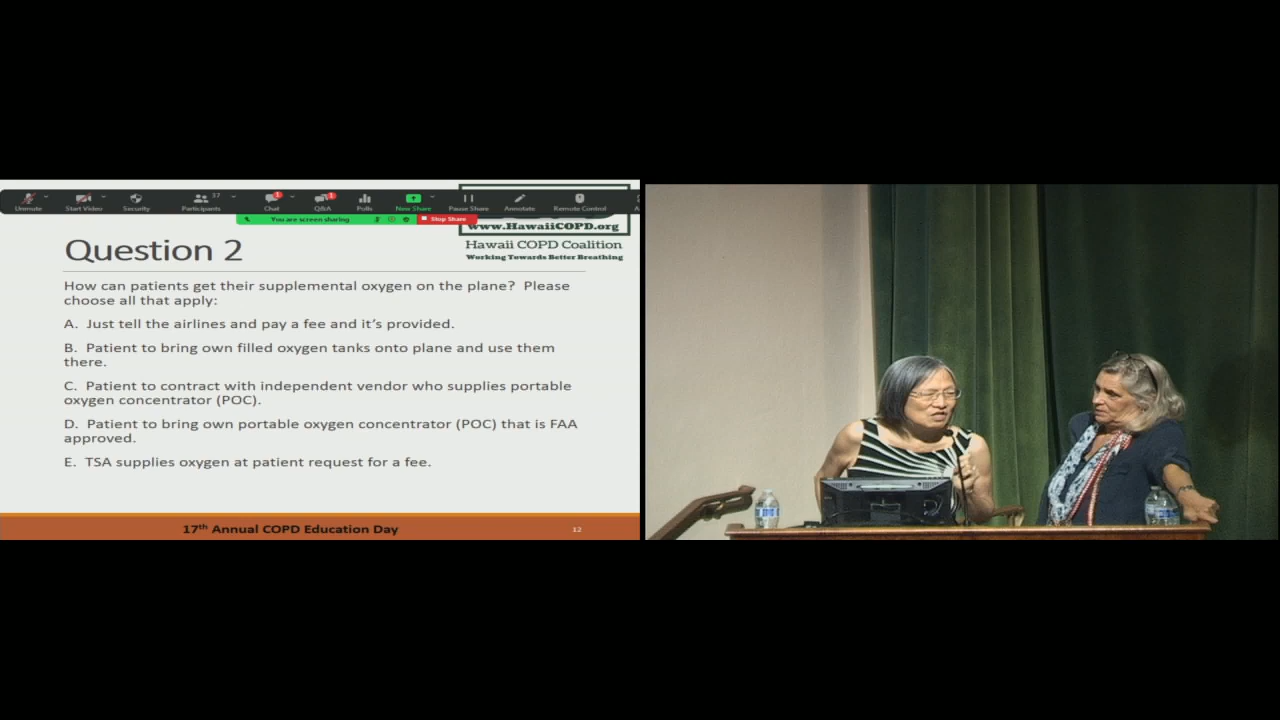 37
1
1
Unmute
Start Video
Security
Participants
Chat
Q&A
Polls
New Share
Pause Share
Annotate
Remote Control
You are screen sharing
Stop Share
www.HawaiiCOPD.org
Hawaii COPD Coalition
Working Towards Better Breathing
Question 2
How can patients get their supplemental oxygen on the plane? Please
choose all that apply:
A. Just tell the airlines and pay a fee and it's provided.
B. Patient to bring own filled oxygen tanks onto plane and use them
there.
C. Patient to contract with independent vendor who supplies portable
oxygen concentrator (POC).
D. Patient to bring own portable oxygen concentrator (POC) that is FAA
approved.
E. TSA supplies oxygen at patient request for a fee.
17th Annual COPD Education Day
12